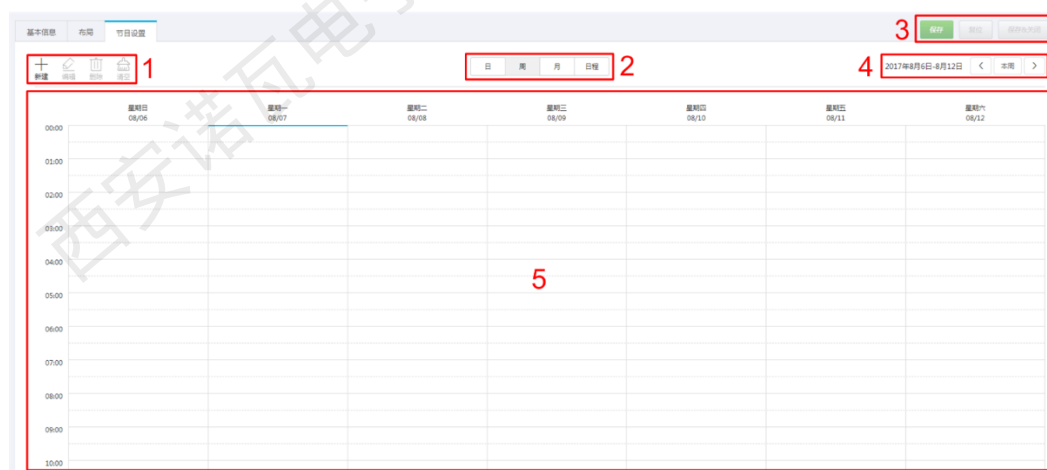 基本信息 布局 节目设置
3 保存
新建 编辑 删除 清空 1
日 周 月 日程 2
4 2017年8月6日-8月12日 < 本周 >
星期日 星期一 星期二 星期三 星期四 星期五 星期六
08/06 08/07 08/08 08/09 08/10 08/11 08/12
00:00
01:00
02:00
03:00
04:00
5
05:00
06:00
07:00
08:00
09:00
10:00
西安诺瓦电子